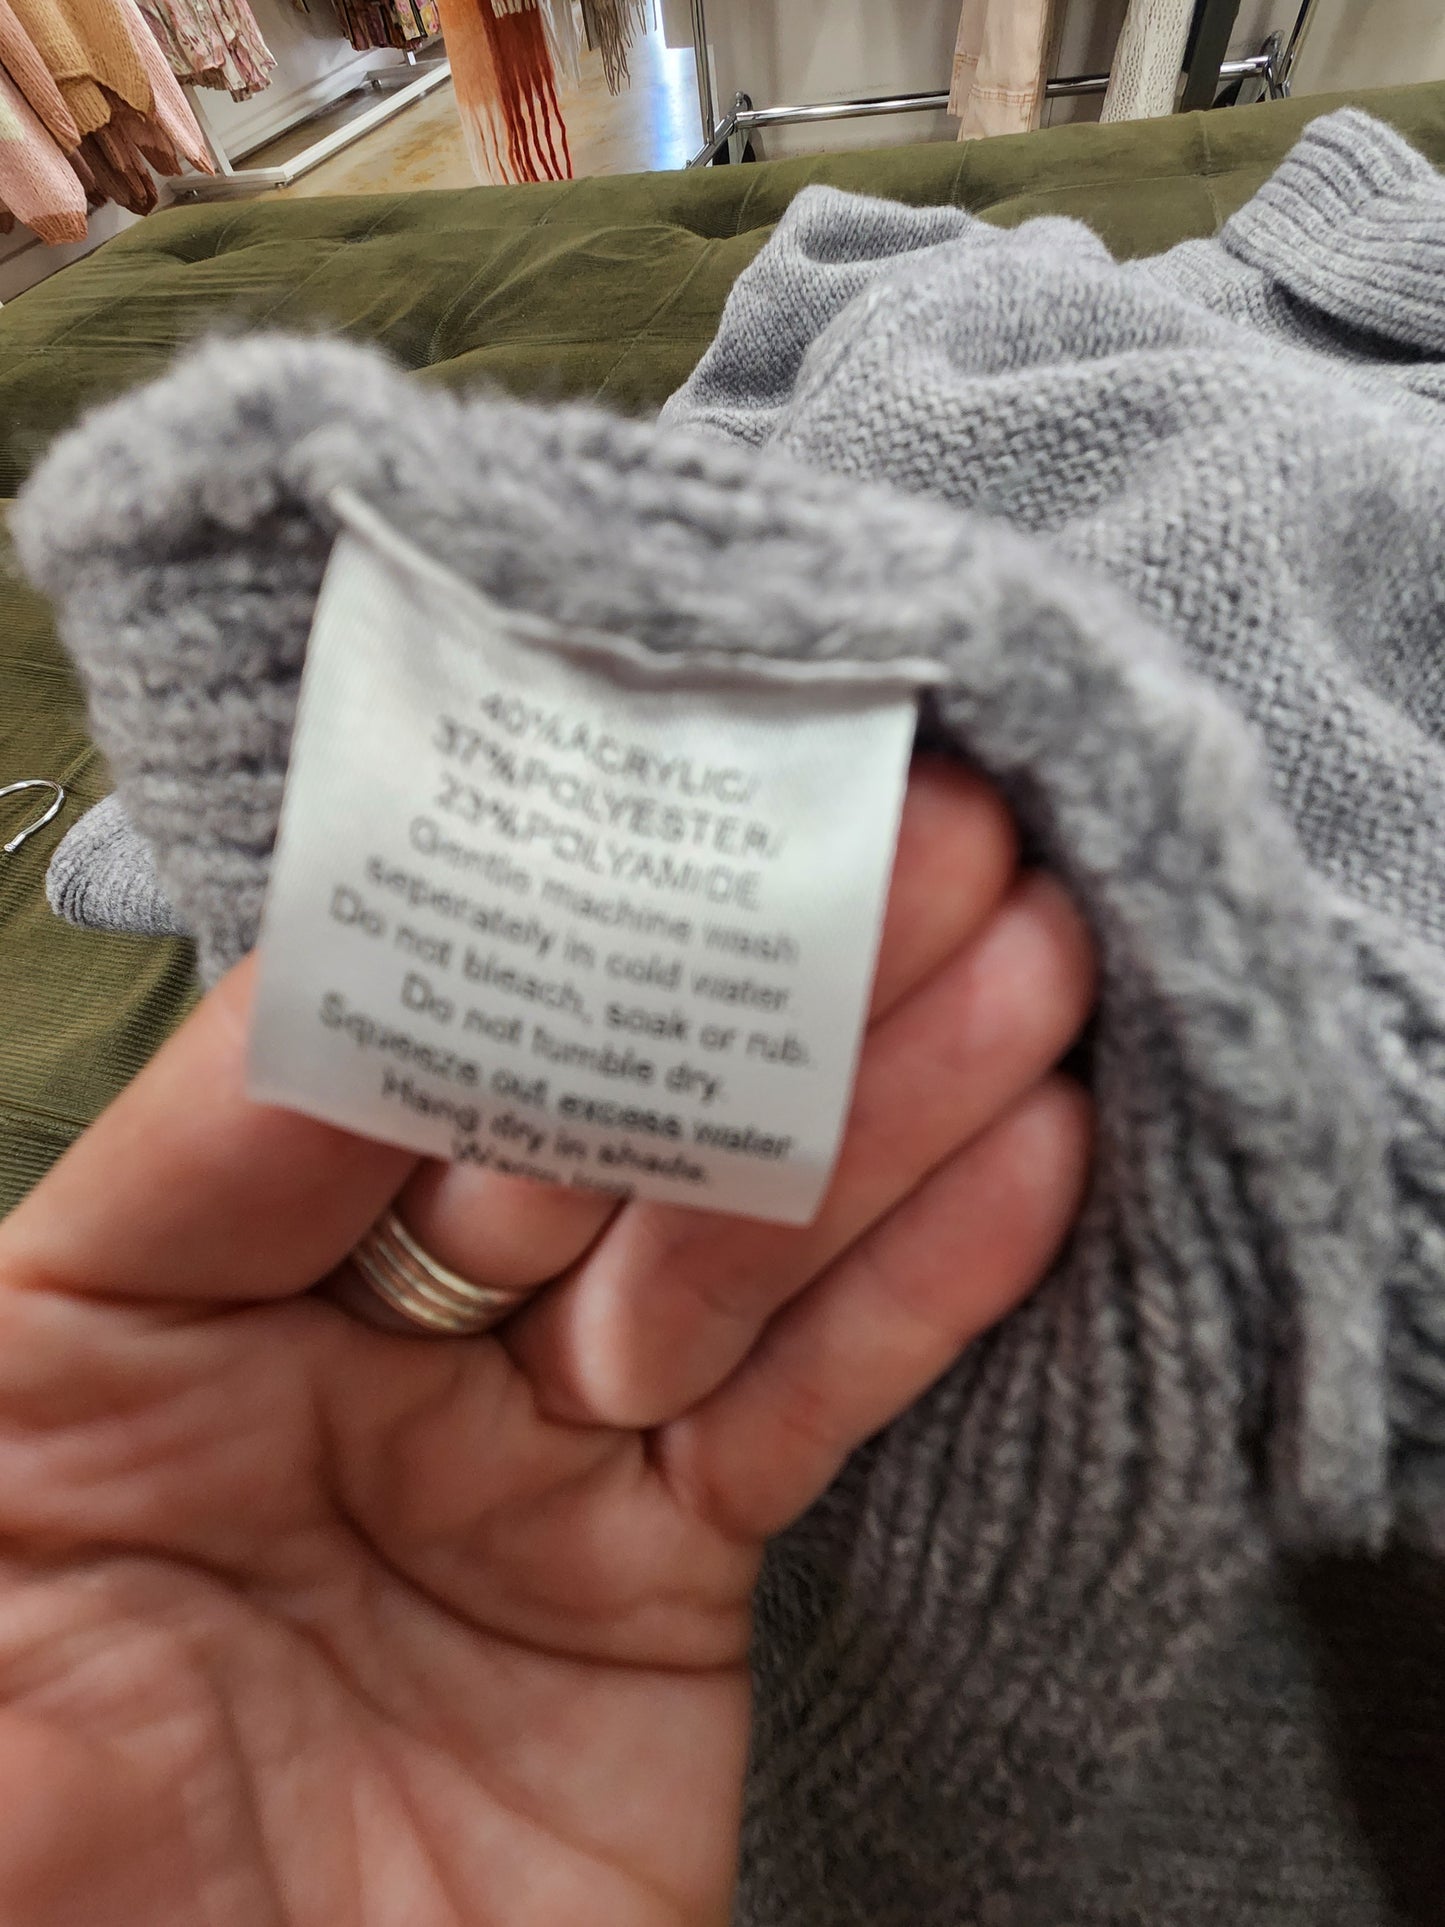 40%ACRYLIC/
37%POLYESTER/
23%POLYAMIDE
Gentle machine wash
seperately in cold water.
Do not bleach, soak or rub.
Do not tumble dry.
Squeeze out excess water
Hang dry in shade.
Warm